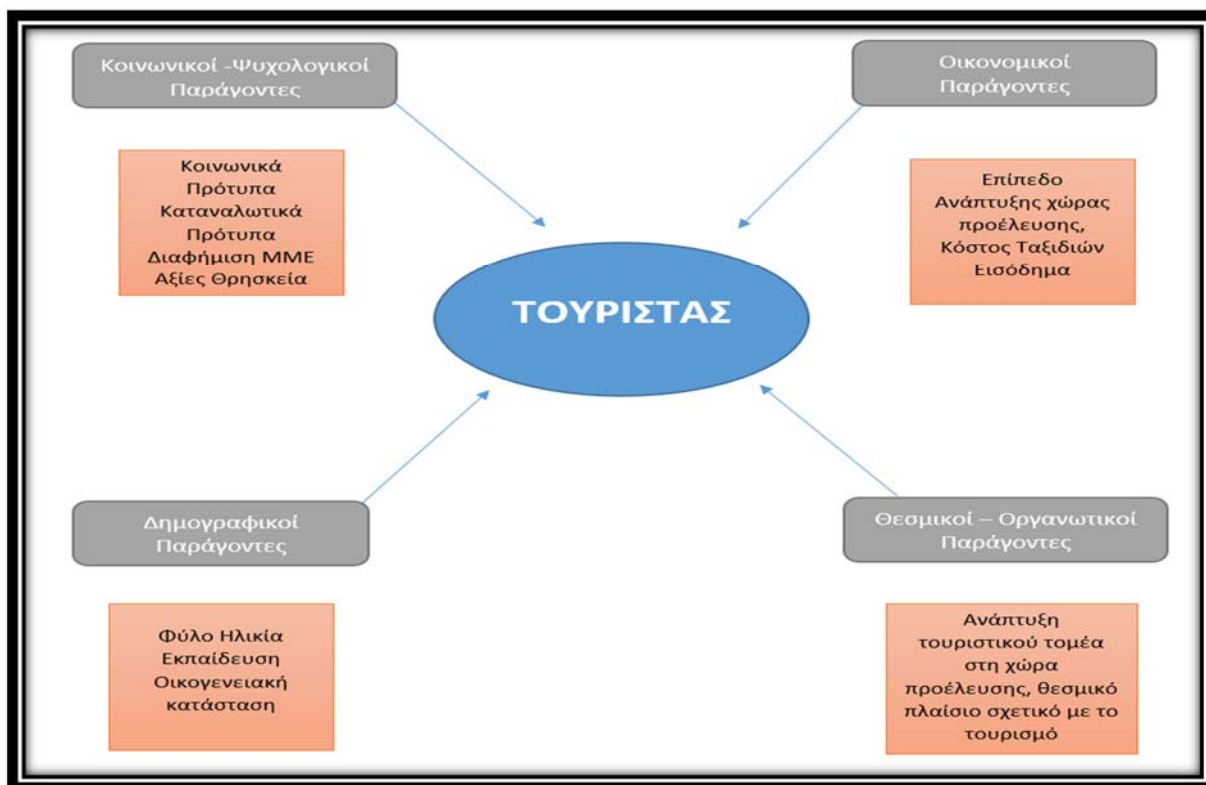 Κοινωνικοί -Ψυχολογικοί
Παράγοντες
Κοινωνικά
Πρότυπα
Καταναλωτικά
Πρότυπα
Διαφήμιση ΜΜΕ
Αξίες Θρησκεία
Οικονομικοί
Παράγοντες
Επίπεδο
Ανάπτυξης χώρας
προέλευσης,
Κόστος Ταξιδιών
Εισόδημα
ΤΟΥΡΙΣΤΑΣ
Δημογραφικοί
Παράγοντες
Φύλο Ηλικία
Εκπαίδευση
Οικογενειακή
κατάσταση
Θεσμικοί – Οργανωτικοί
Παράγοντες
Ανάπτυξη
τουριστικού τομέα
στη χώρα
προέλευσης, θεσμικό
πλαίσιο σχετικό με το
τουρισμό